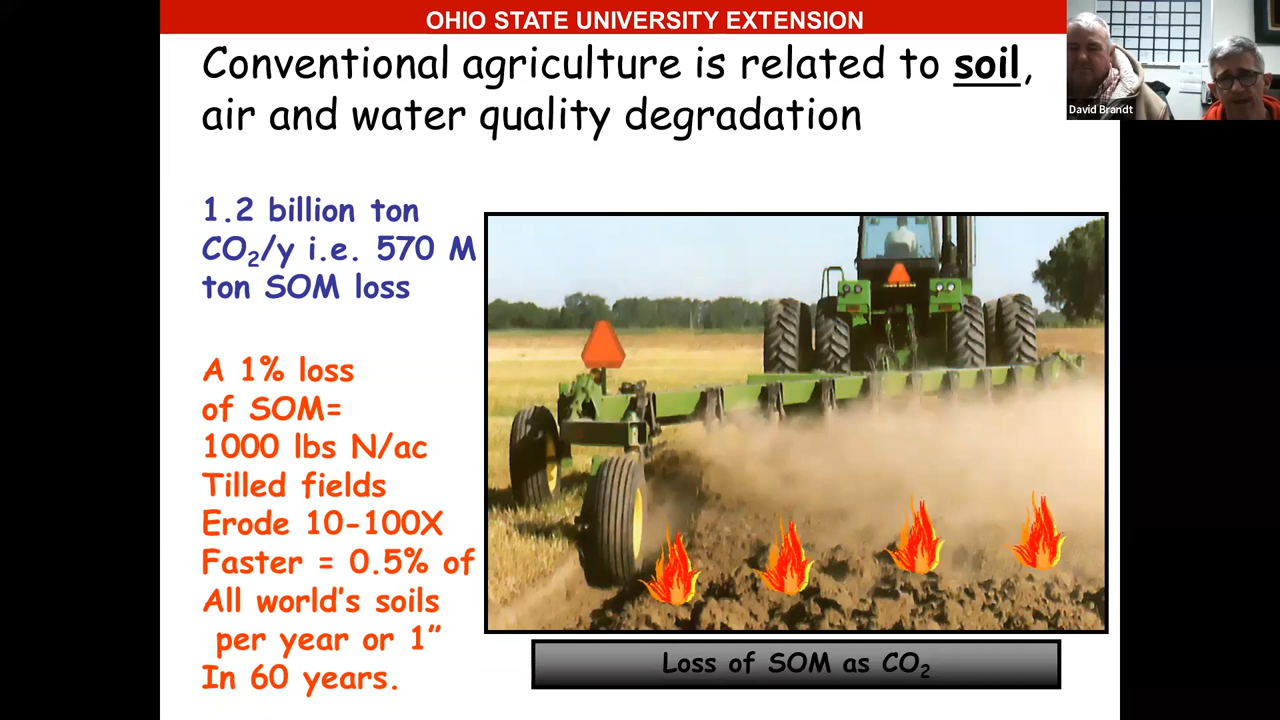 OHIO STATE UNIVERSITY EXTENSION
Conventional agriculture is related to soil,
air and water quality degradation
David Brandt
1.2 billion ton
CO₂/y i.e. 570 M
ton SOM loss
A 1% loss
of SOM=
1000 lbs N/ac
Tilled fields
Erode 10-100X
Faster = 0.5% of
All world’s soils
per year or 1”
In 60 years.
Loss of SOM as CO₂